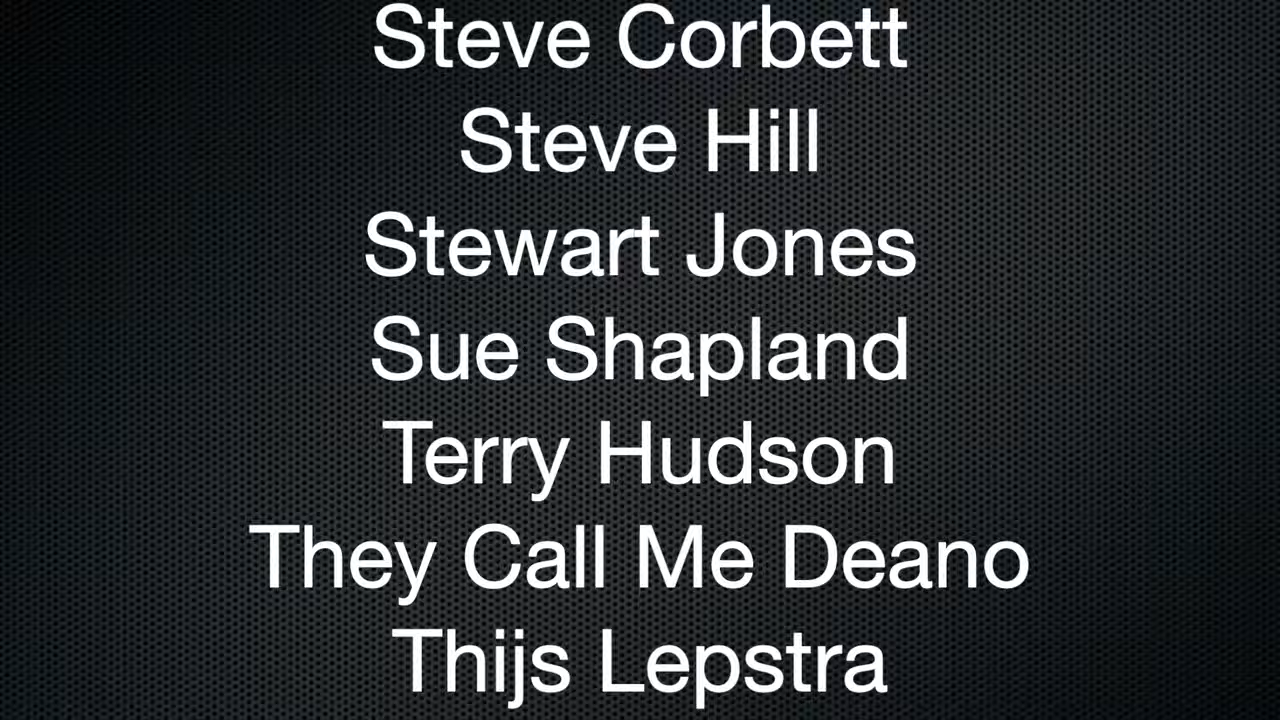 Steve Corbett
Steve Hill
Stewart Jones
Sue Shapland
Terry Hudson
They Call Me Deano
Thijs Lepstra